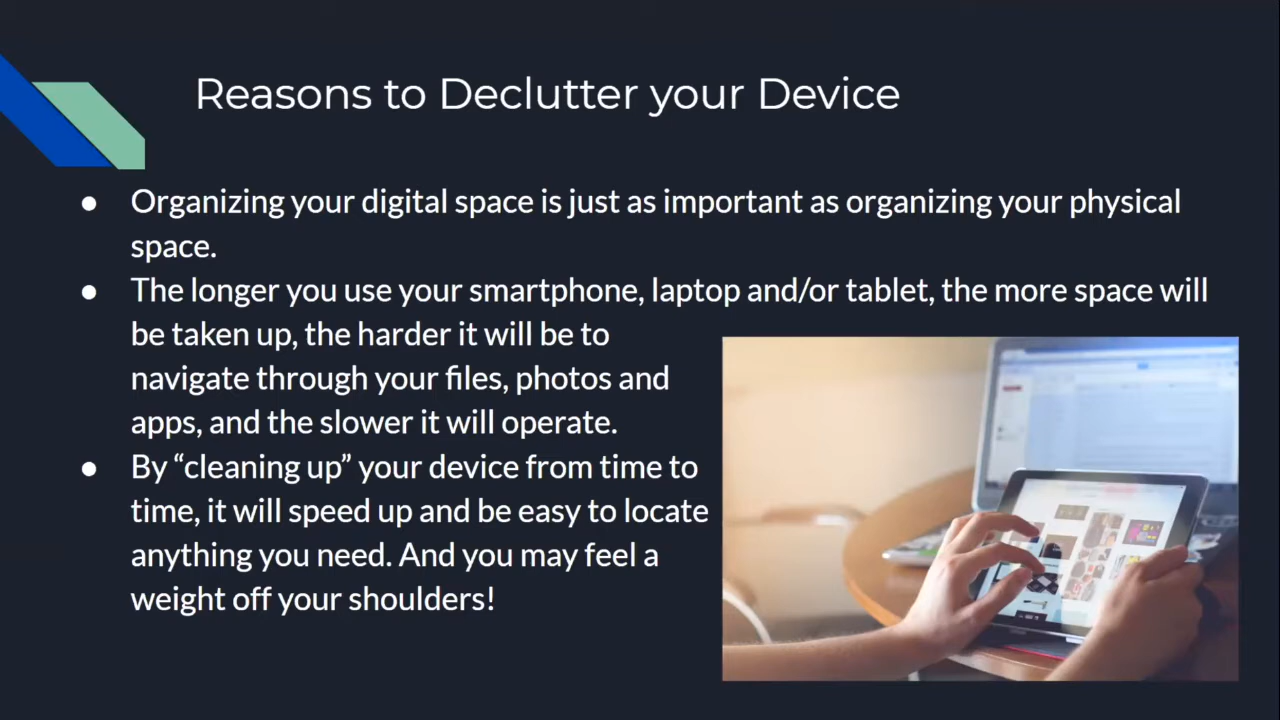 Reasons to Declutter your Device
● Organizing your digital space is just as important as organizing your physical
space.
● The longer you use your smartphone, laptop and/or tablet, the more space will
be taken up, the harder it will be to
navigate through your files, photos and
apps, and the slower it will operate.
● By “cleaning up” your device from time to
time, it will speed up and be easy to locate
anything you need. And you may feel a
weight off your shoulders!